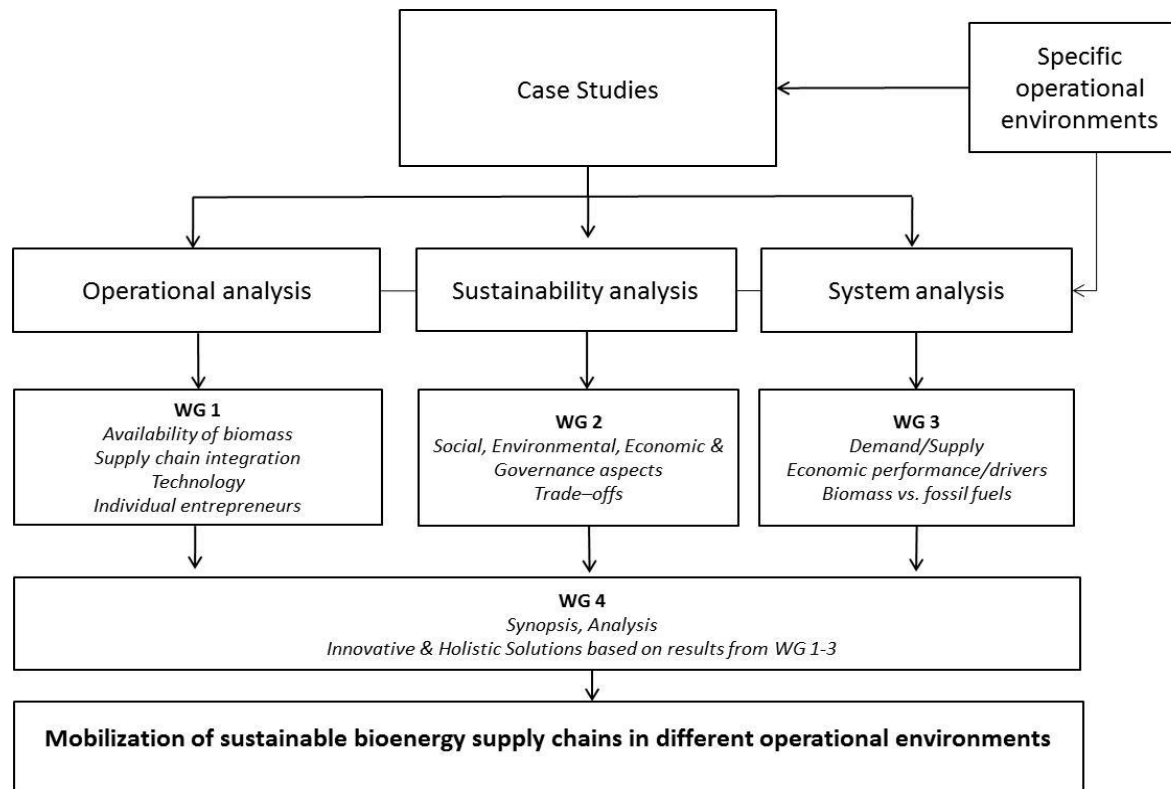 Case Studies
Specific
operational
environments
Operational analysis
Sustainability analysis
System analysis
WG 1
Availability of biomass
Supply chain integration
Technology
Individual entrepreneurs
WG 2
Social, Environmental, Economic &
Governance aspects
Trade–offs
WG 3
Demand/Supply
Economic performance/drivers
Biomass vs. fossil fuels
WG 4
Synopsis, Analysis
Innovative & Holistic Solutions based on results from WG 1-3
Mobilization of sustainable bioenergy supply chains in different operational environments